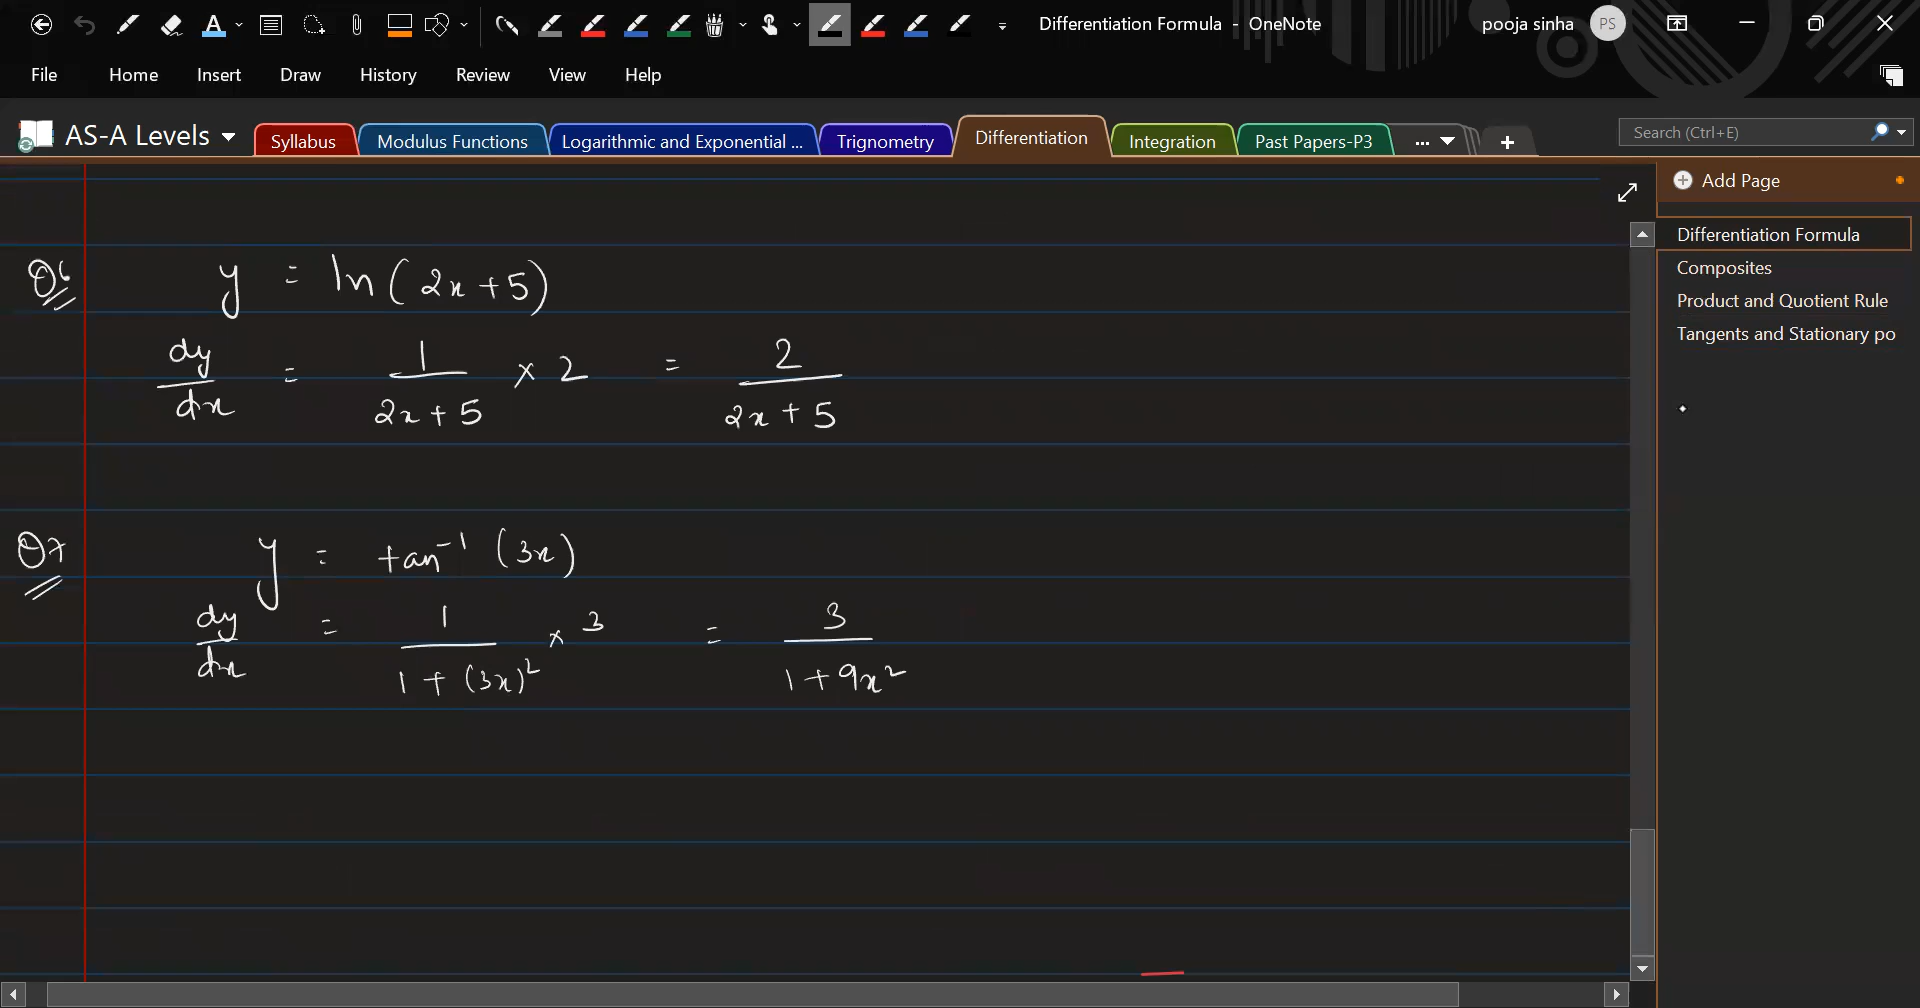 Differentiation Formula - OneNote
pooja sinha PS
File Home Insert Draw History Review View Help
AS-A Levels Syllabus Modulus Functions Logarithmic and Exponential ... Trignometry Differentiation Integration Past Papers-P3 ... + Search (Ctrl+E)
Add Page
Differentiation Formula
Composites
Product and Quotient Rule
Tangents and Stationary po
Q6 y = ln(2x+5)
dy/dx = 1/(2x+5) × 2 = 2/(2x+5)
Q7 y = tan⁻¹ (3x)
dy/dx = 1/(1+(3x)²) × 3 = 3/(1+9x²)